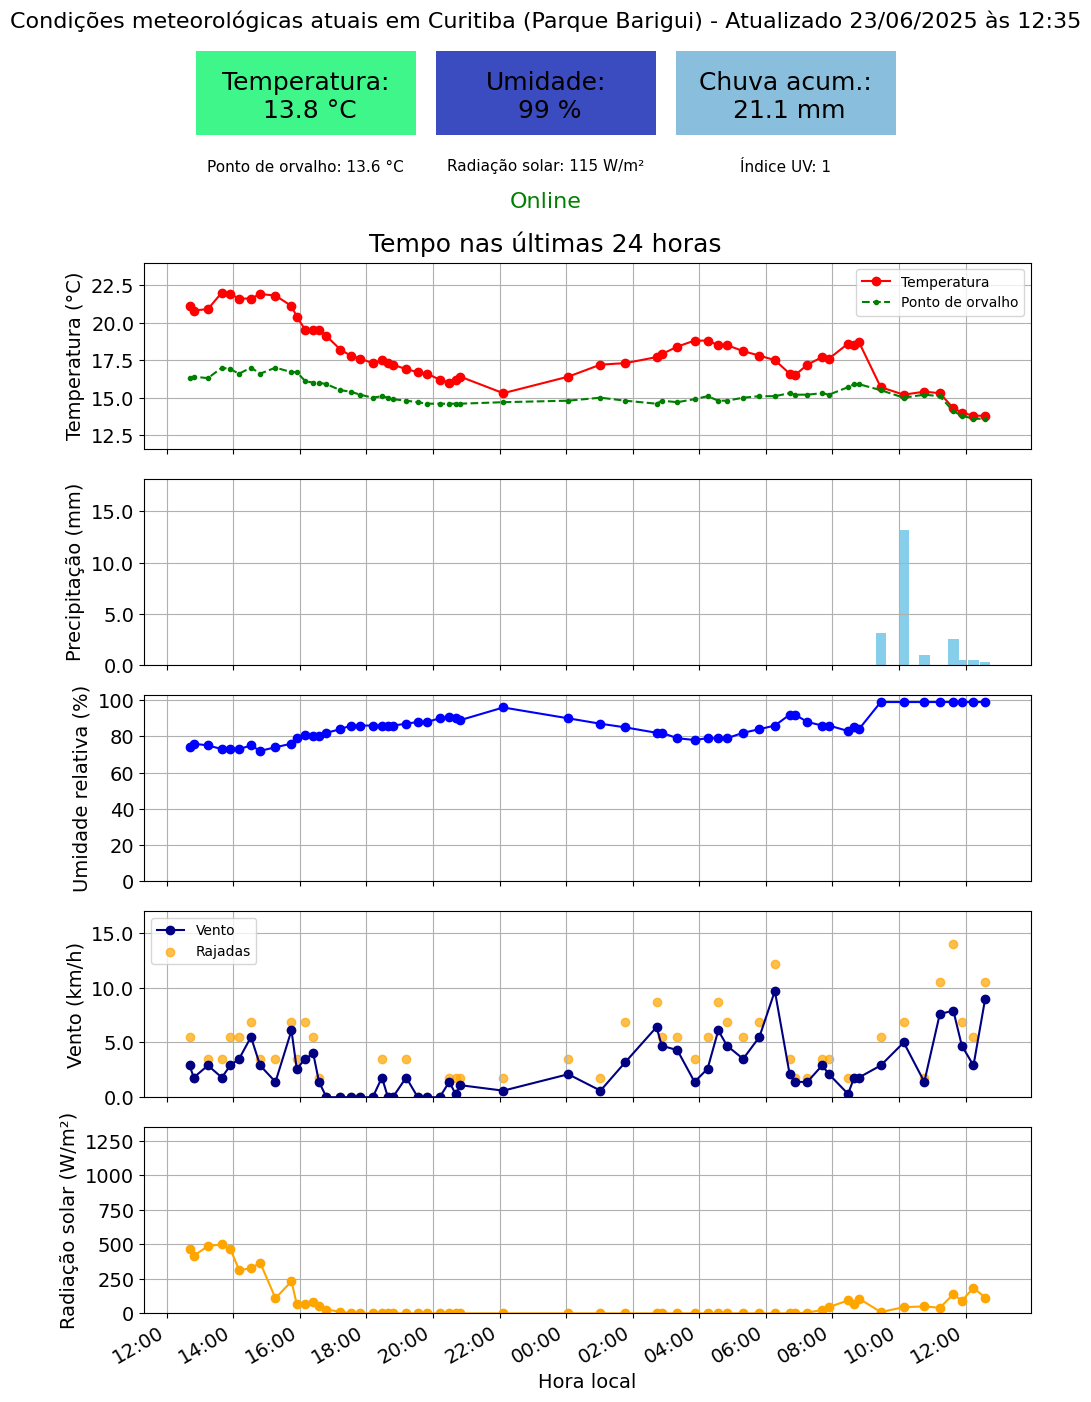 Condições meteorológicas atuais em Curitiba (Parque Barigui) - Atualizado 23/06/2025 às 12:35
Temperatura:
13.8 °C
Umidade:
99 %
Chuva acum.:
21.1 mm
Ponto de orvalho: 13.6 °C
Radiação solar: 115 W/m²
Índice UV: 1
Online
Tempo nas últimas 24 horas
Temperatura (°C)
22.5
20.0
17.5
15.0
12.5
Temperatura
Ponto de orvalho
Precipitação (mm)
15.0
10.0
5.0
0.0
Umidade relativa (%)
100
80
60
40
20
0
Vento (km/h)
15.0
10.0
5.0
0.0
Vento
Rajadas
Radiação solar (W/m²)
1250
1000
750
500
250
0
12:00
14:00
16:00
18:00
20:00
22:00
00:00
02:00
04:00
06:00
08:00
10:00
12:00
Hora local